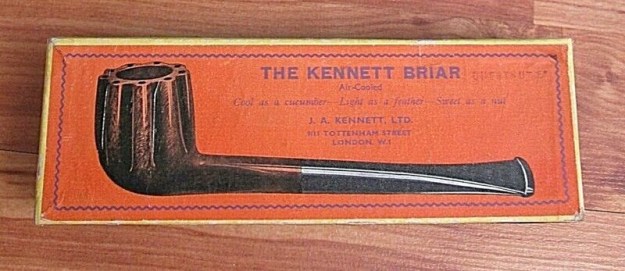 THE KENNETT BRIAR
Air-Cooled
Cool as a cucumber—Light as a feather—Sweet as a nut
J. A. KENNETT, LTD.
TOTTENHAM STREET
LONDON, W.1